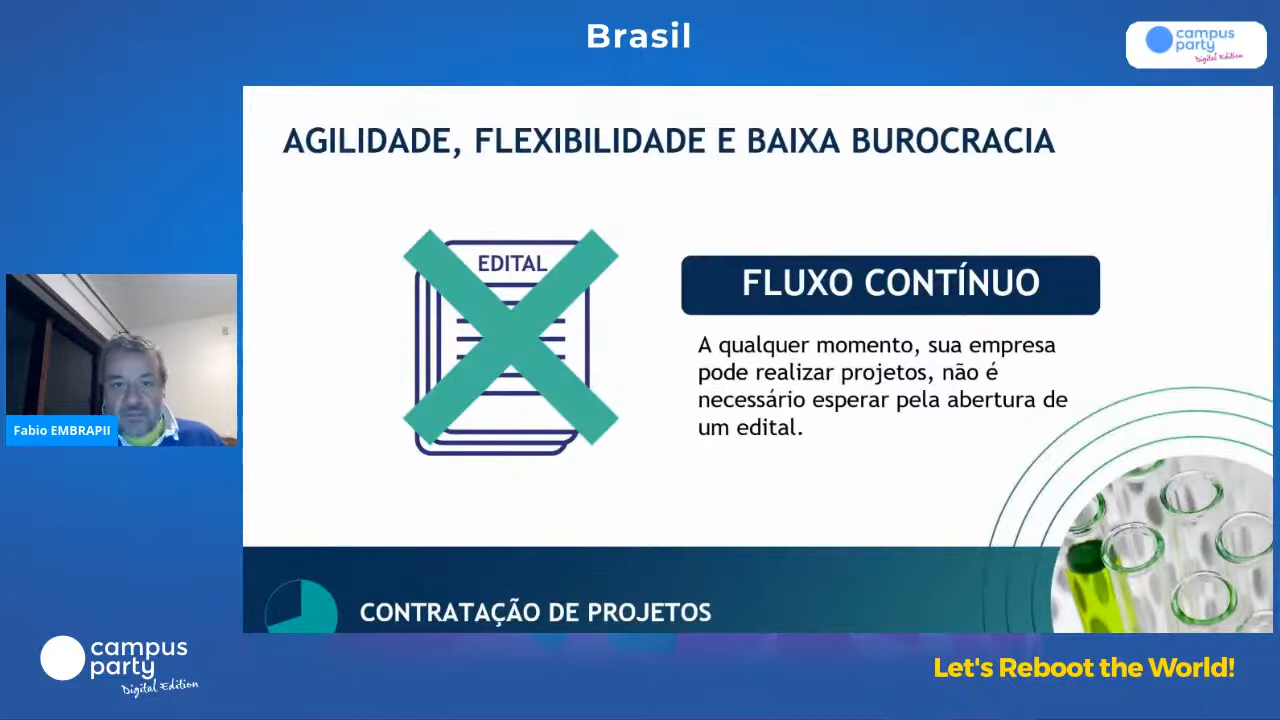 Brasil
campus
party
Digital Edition
AGILIDADE, FLEXIBILIDADE E BAIXA BUROCRACIA
EDITAL
FLUXO CONTÍNUO
A qualquer momento, sua empresa
pode realizar projetos, não é
necessário esperar pela abertura de
um edital.
Fabio EMBRAPII
CONTRATAÇÃO DE PROJETOS
campus
party
Digital Edition
Let's Reboot the World!